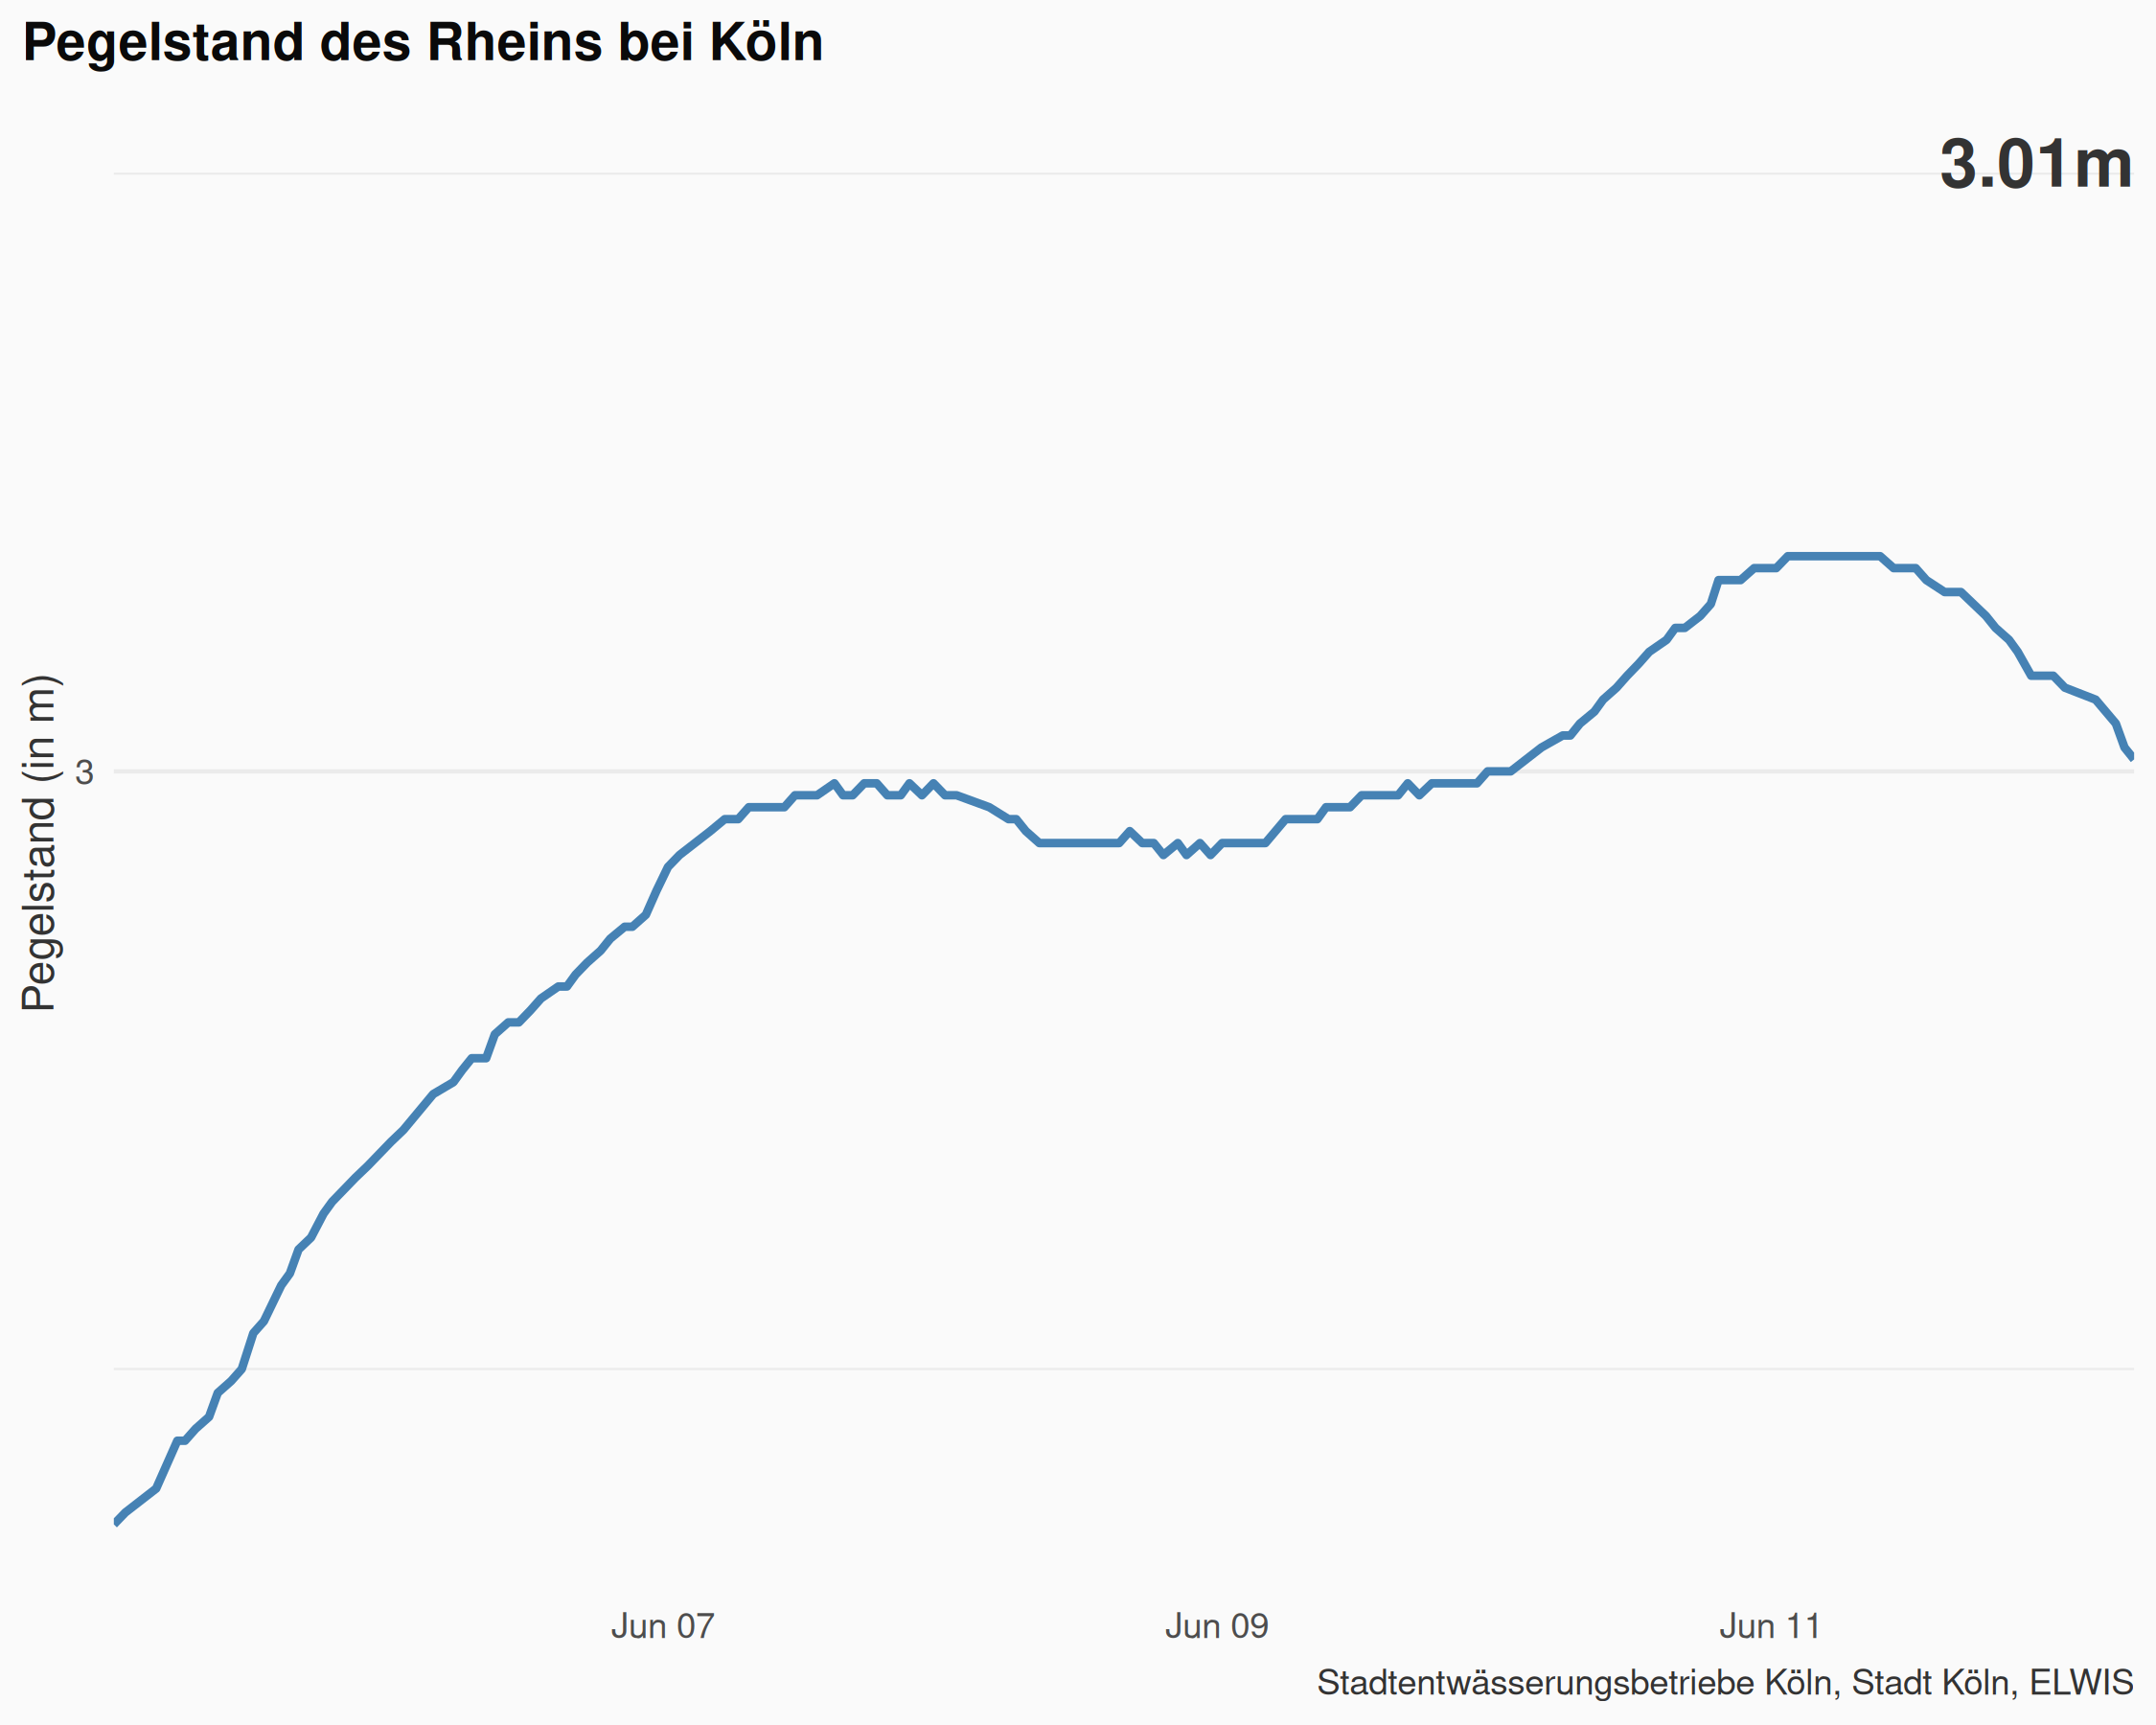 Pegelstand des Rheins bei Köln
3.01m
Pegelstand (in m)
3
Jun 07
Jun 09
Jun 11
Stadtentwässerungsbetriebe Köln, Stadt Köln, ELWIS